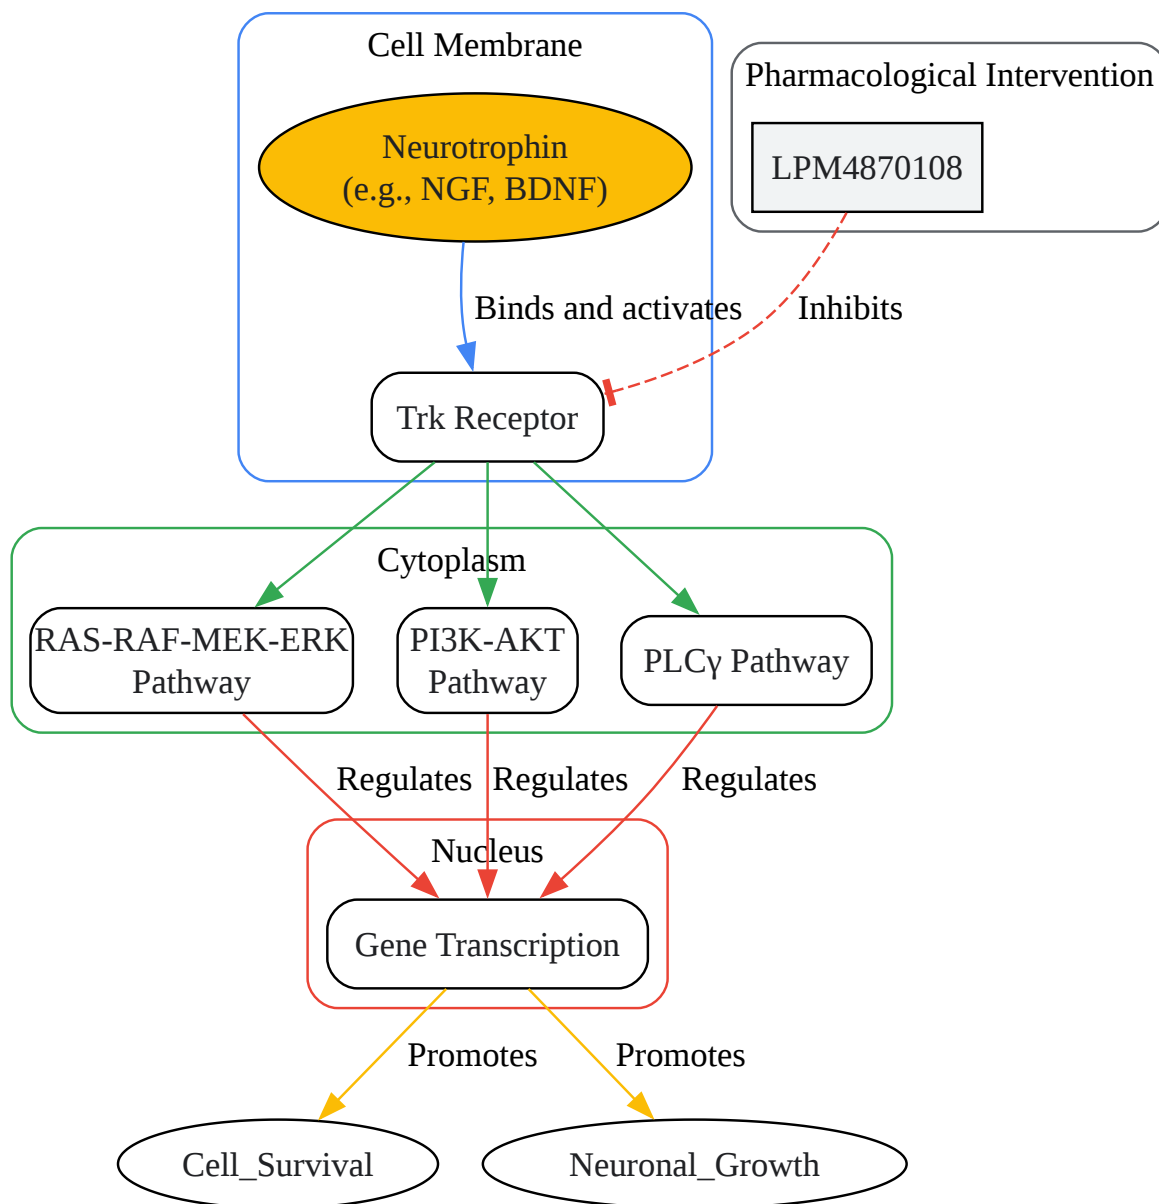 Cell Membrane
Pharmacological Intervention
Neurotrophin
(e.g., NGF, BDNF)
LPM4870108
Binds and activates
Inhibits
Trk Receptor
Cytoplasm
RAS-RAF-MEK-ERK
Pathway
PI3K-AKT
Pathway
PLCγ Pathway
Regulates
Regulates
Regulates
Nucleus
Gene Transcription
Promotes
Promotes
Cell_Survival
Neuronal_Growth